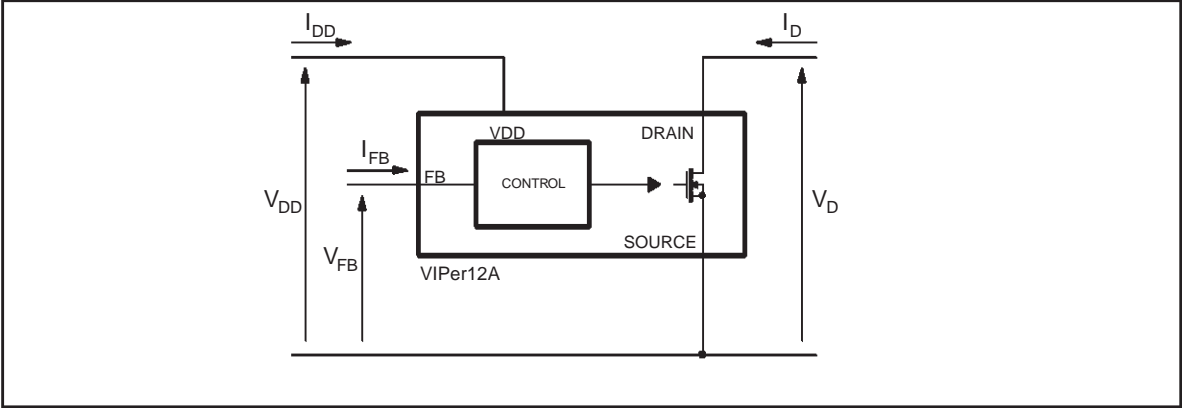 I_DD
I_D
VDD
DRAIN
I_FB
FB
CONTROL
V_DD
V_D
V_FB
SOURCE
VIPer12A